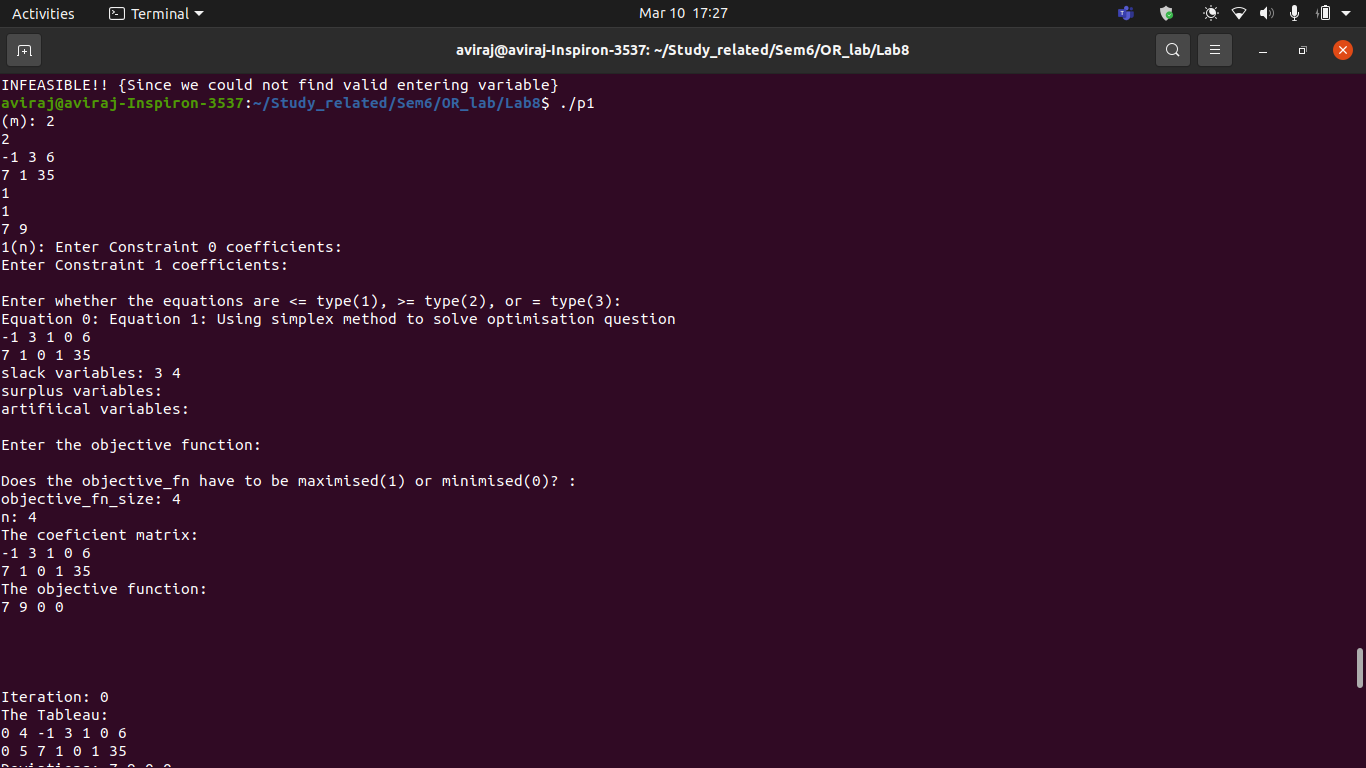 Activities Terminal Mar 10 17:27
aviraj@aviraj-Inspiron-3537: ~/Study_related/Sem6/OR_lab/Lab8
INFEASIBLE!! {Since we could not find valid entering variable}
aviraj@aviraj-Inspiron-3537:~/Study_related/Sem6/OR_lab/Lab8$ ./p1
(m): 2
2
-1 3 6
7 1 35
1
1
7 9
1(n): Enter Constraint 0 coefficients:
Enter Constraint 1 coefficients:
Enter whether the equations are <= type(1), >= type(2), or = type(3):
Equation 0: Equation 1: Using simplex method to solve optimisation question
-1 3 1 0 6
7 1 0 1 35
slack variables: 3 4
surplus variables:
artifiical variables:
Enter the objective function:
Does the objective_fn have to be maximised(1) or minimised(0)? :
objective_fn_size: 4
n: 4
The coeficient matrix:
-1 3 1 0 6
7 1 0 1 35
The objective function:
7 9 0 0
Iteration: 0
The Tableau:
0 4 -1 3 1 0 6
0 5 7 1 0 1 35
Deviations: 7 9 0 0